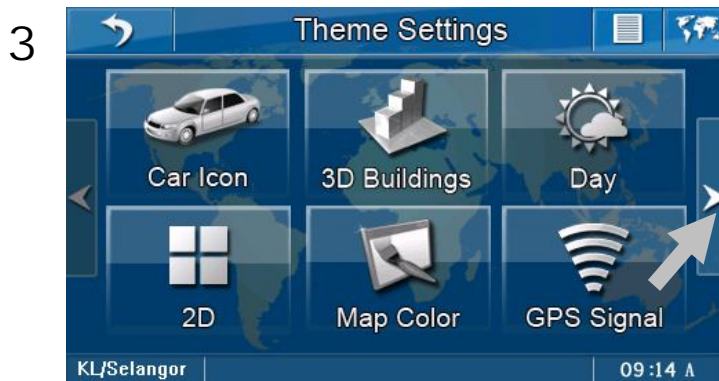 3
Theme Settings
Car Icon 3D Buildings Day
2D Map Color GPS Signal
KL/Selangor 09:14 A